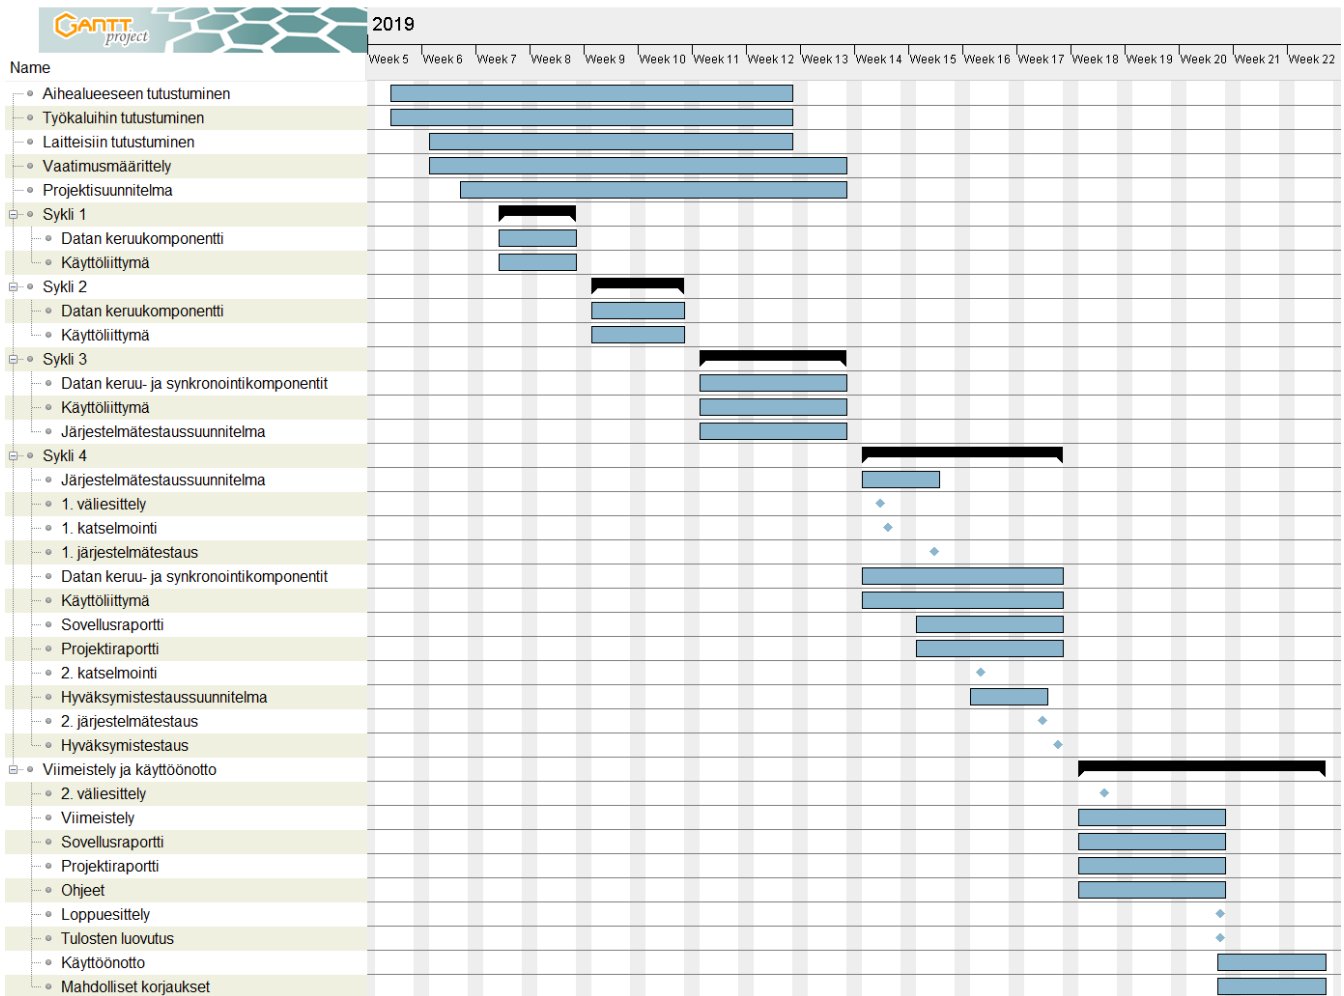 GANTT
project
2019
Name
Week 5 Week 6 Week 7 Week 8 Week 9 Week 10 Week 11 Week 12 Week 13 Week 14 Week 15 Week 16 Week 17 Week 18 Week 19 Week 20 Week 21 Week 22
Aihealueeseen tutustuminen
Työkaluihin tutustuminen
Laitteisiin tutustuminen
Vaatimusmäärittely
Projektisuunnitelma
Sykli 1
Datan keruukomponentti
Käyttöliittymä
Sykli 2
Datan keruukomponentti
Käyttöliittymä
Sykli 3
Datan keruu- ja synkronointikomponentit
Käyttöliittymä
Järjestelmätestaussuunnitelma
Sykli 4
Järjestelmätestaussuunnitelma
1. väliesittely
1. katselmointi
1. järjestelmätestaus
Datan keruu- ja synkronointikomponentit
Käyttöliittymä
Sovellusraportti
Projektiraportti
2. katselmointi
Hyväksymistestaussuunnitelma
2. järjestelmätestaus
Hyväksymistestaus
Viimeistely ja käyttöönotto
2. väliesittely
Viimeistely
Sovellusraportti
Projektiraportti
Ohjeet
Loppuesittely
Tulosten luovutus
Käyttöönotto
Mahdolliset korjaukset